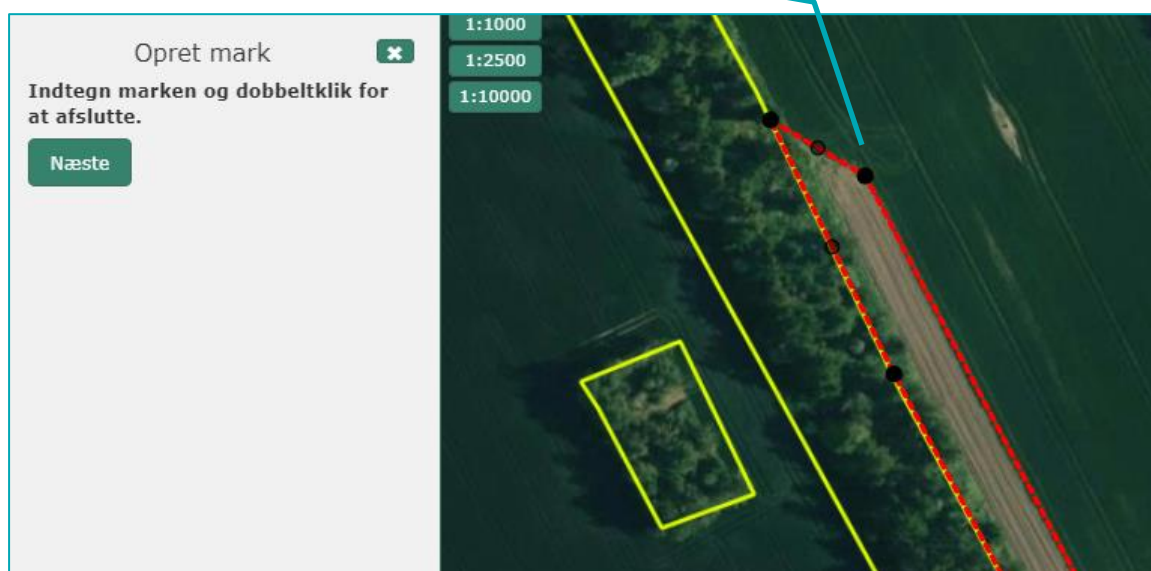 Opret mark
Indtegn marken og dobbeltklik for
at afslutte.
Næste
1:1000
1:2500
1:10000